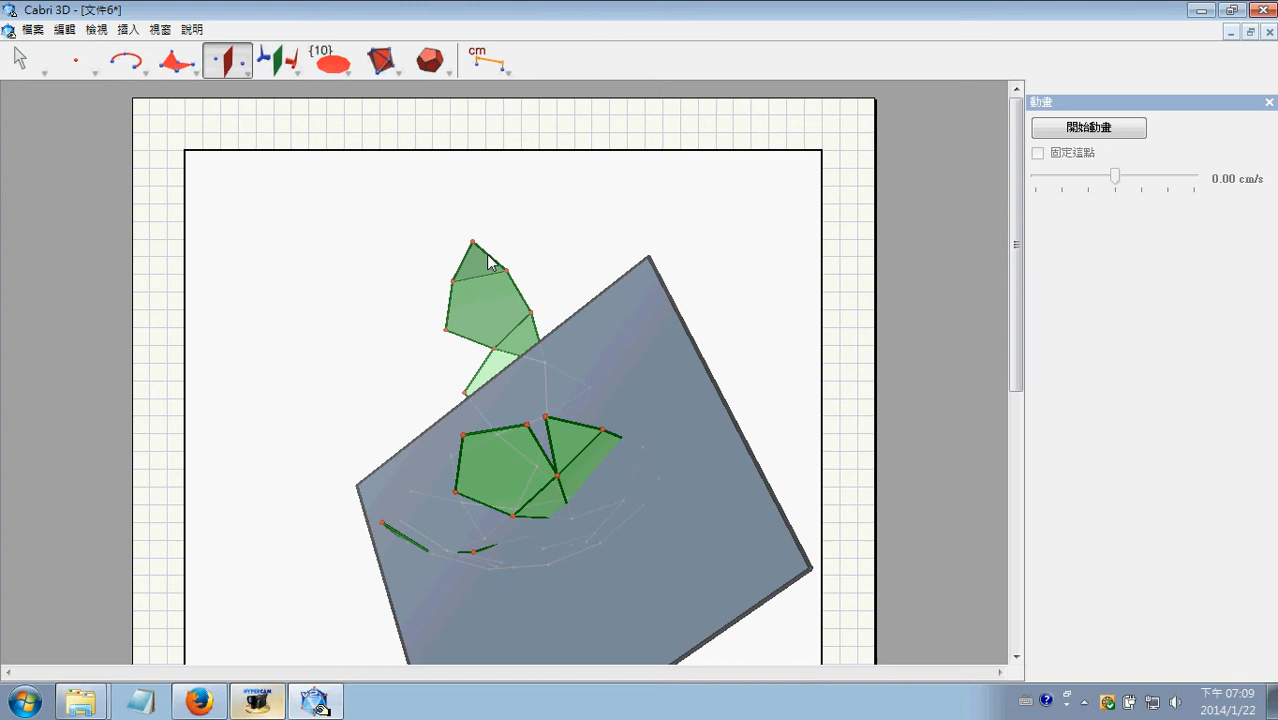 Cabri 3D - [文件6*]
檔案 編輯 檢視 插入 視窗 說明
{10}
cm
動畫
開始動畫
固定這點
0.00 cm/s
HYPERCAM
下午 07:09
2014/1/22